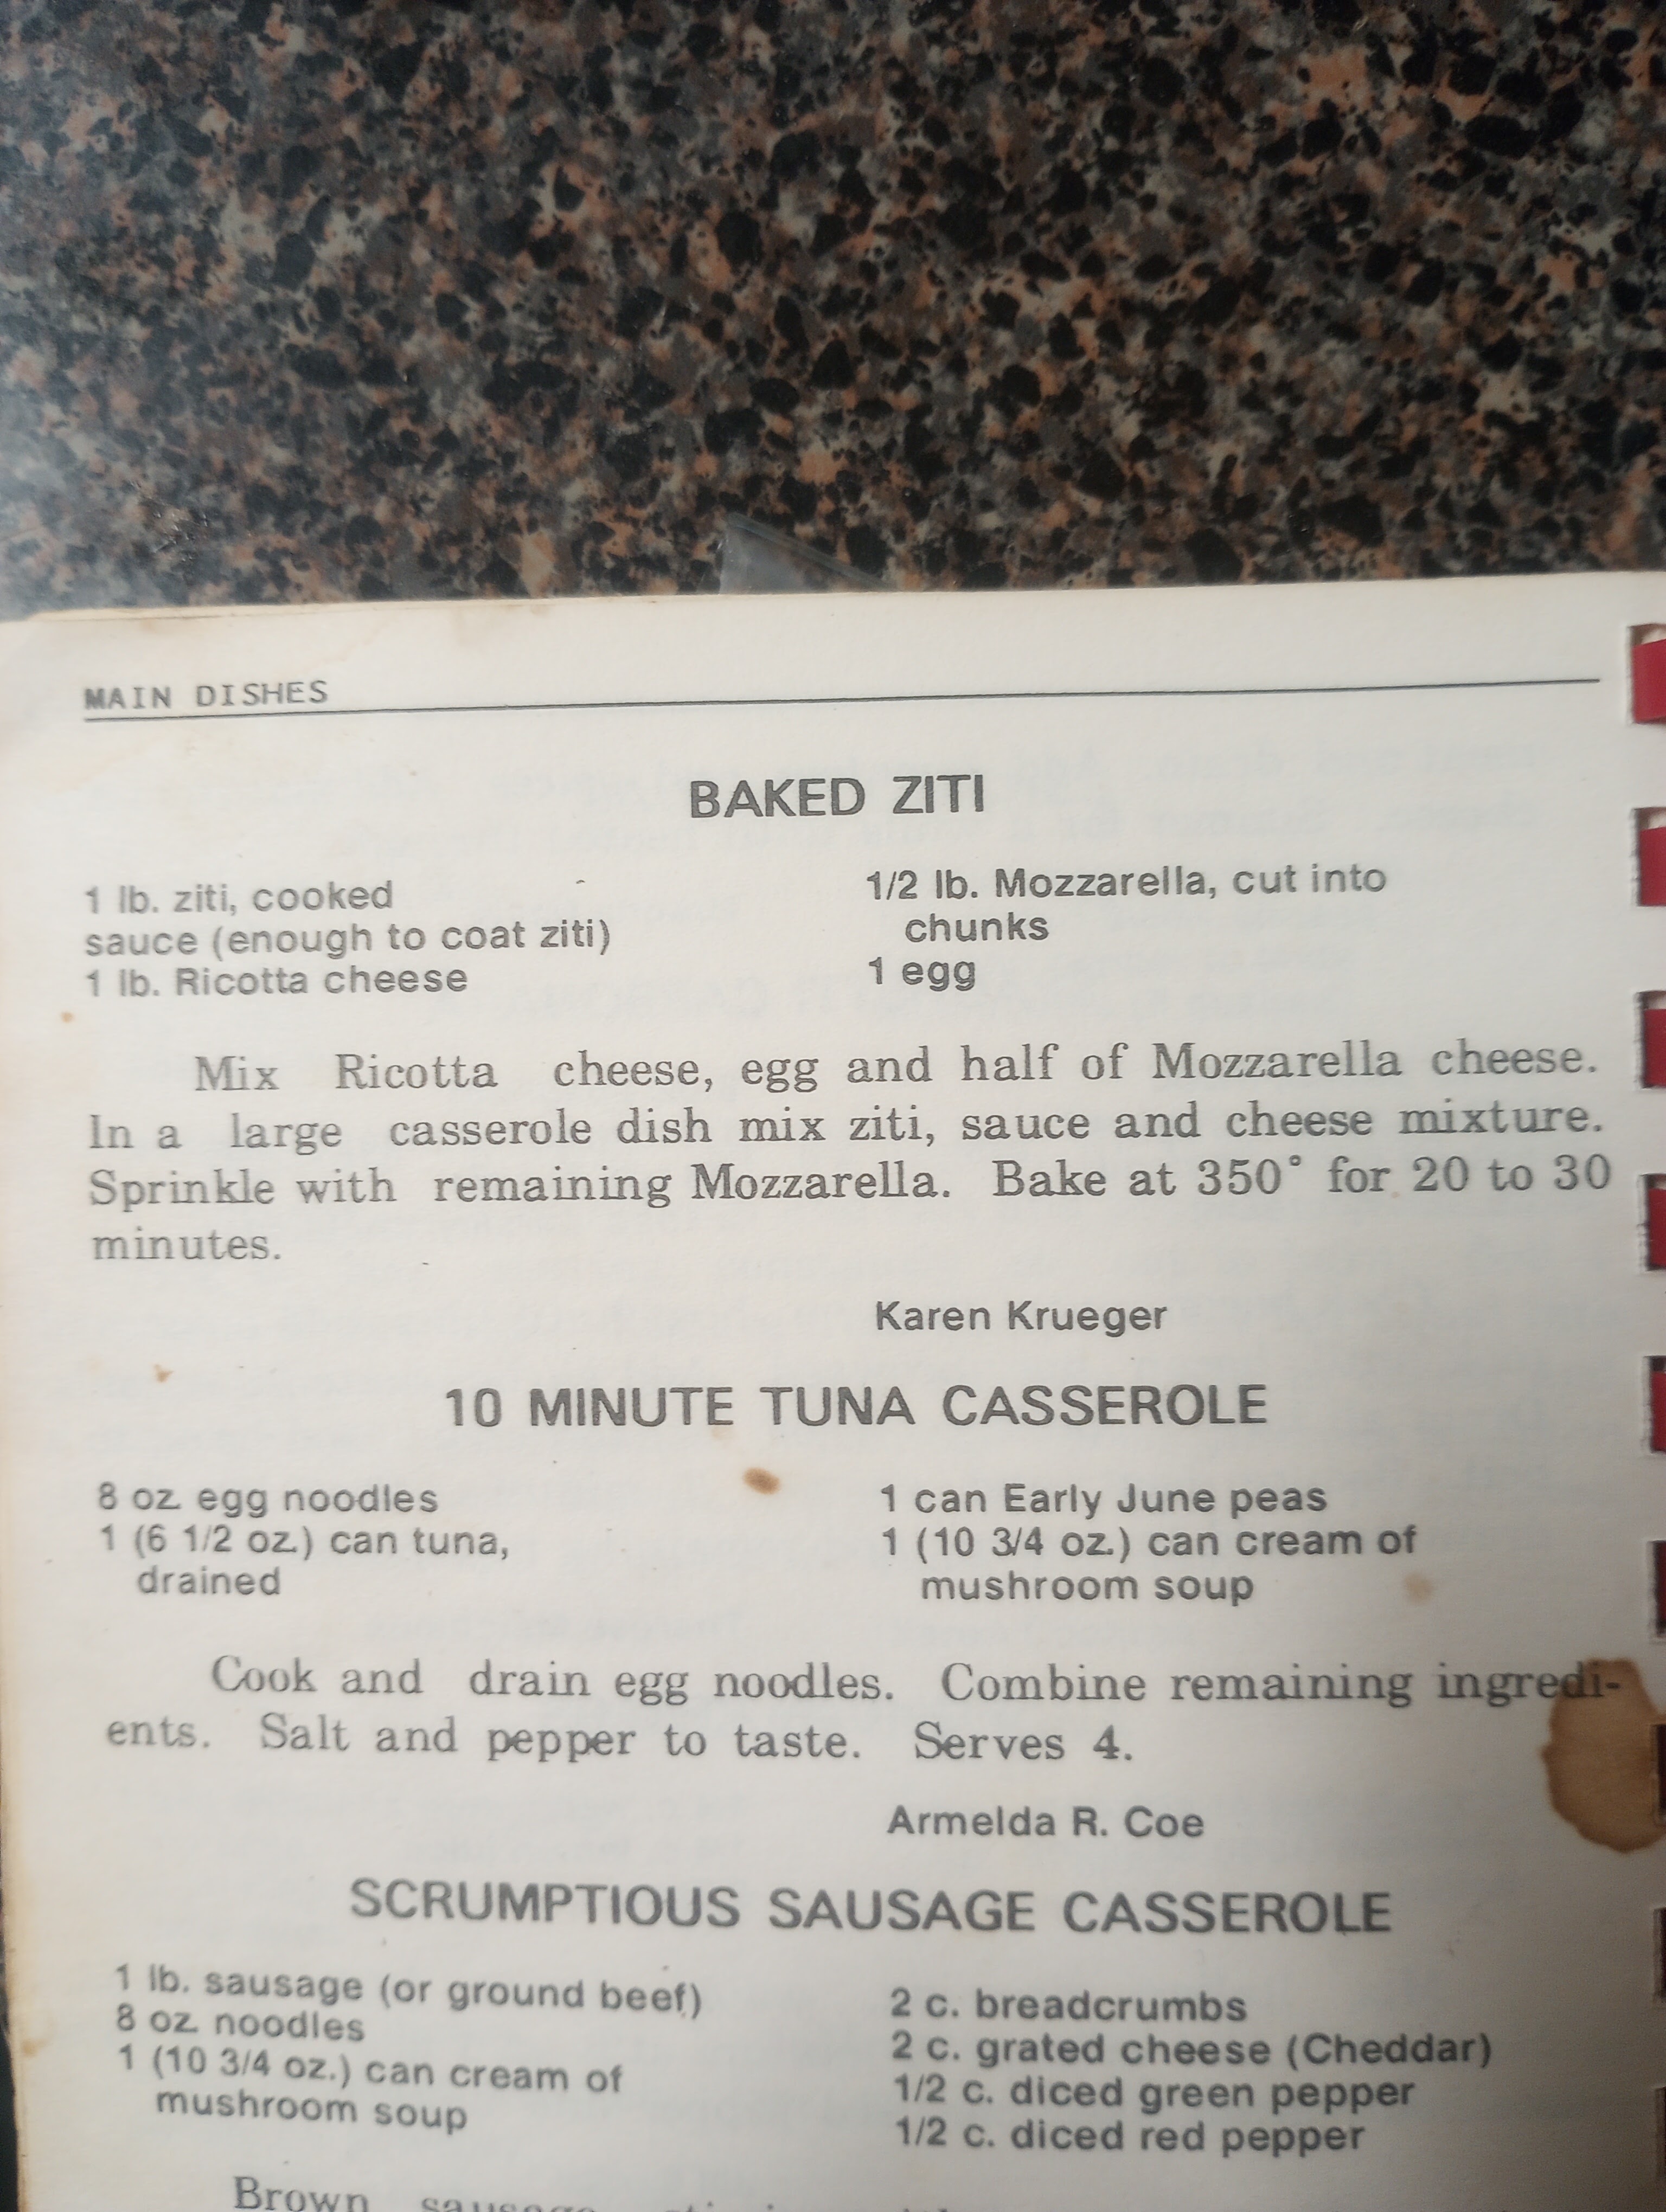 MAIN DISHES
BAKED ZITI
1 lb. ziti, cooked
sauce (enough to coat ziti)
1 lb. Ricotta cheese
1/2 lb. Mozzarella, cut into
chunks
1 egg
Mix Ricotta cheese, egg and half of Mozzarella cheese.
In a large casserole dish mix ziti, sauce and cheese mixture.
Sprinkle with remaining Mozzarella. Bake at 350° for 20 to 30
minutes.
Karen Krueger
10 MINUTE TUNA CASSEROLE
8 oz. egg noodles
1 (6 1/2 oz.) can tuna,
drained
1 can Early June peas
1 (10 3/4 oz.) can cream of
mushroom soup
Cook and drain egg noodles. Combine remaining ingredi-
ents. Salt and pepper to taste. Serves 4.
Armelda R. Coe
SCRUMPTIOUS SAUSAGE CASSEROLE
1 lb. sausage (or ground beef)
8 oz. noodles
1 (10 3/4 oz.) can cream of
mushroom soup
2 c. breadcrumbs
2 c. grated cheese (Cheddar)
1/2 c. diced green pepper
1/2 c. diced red pepper
Brown sausage